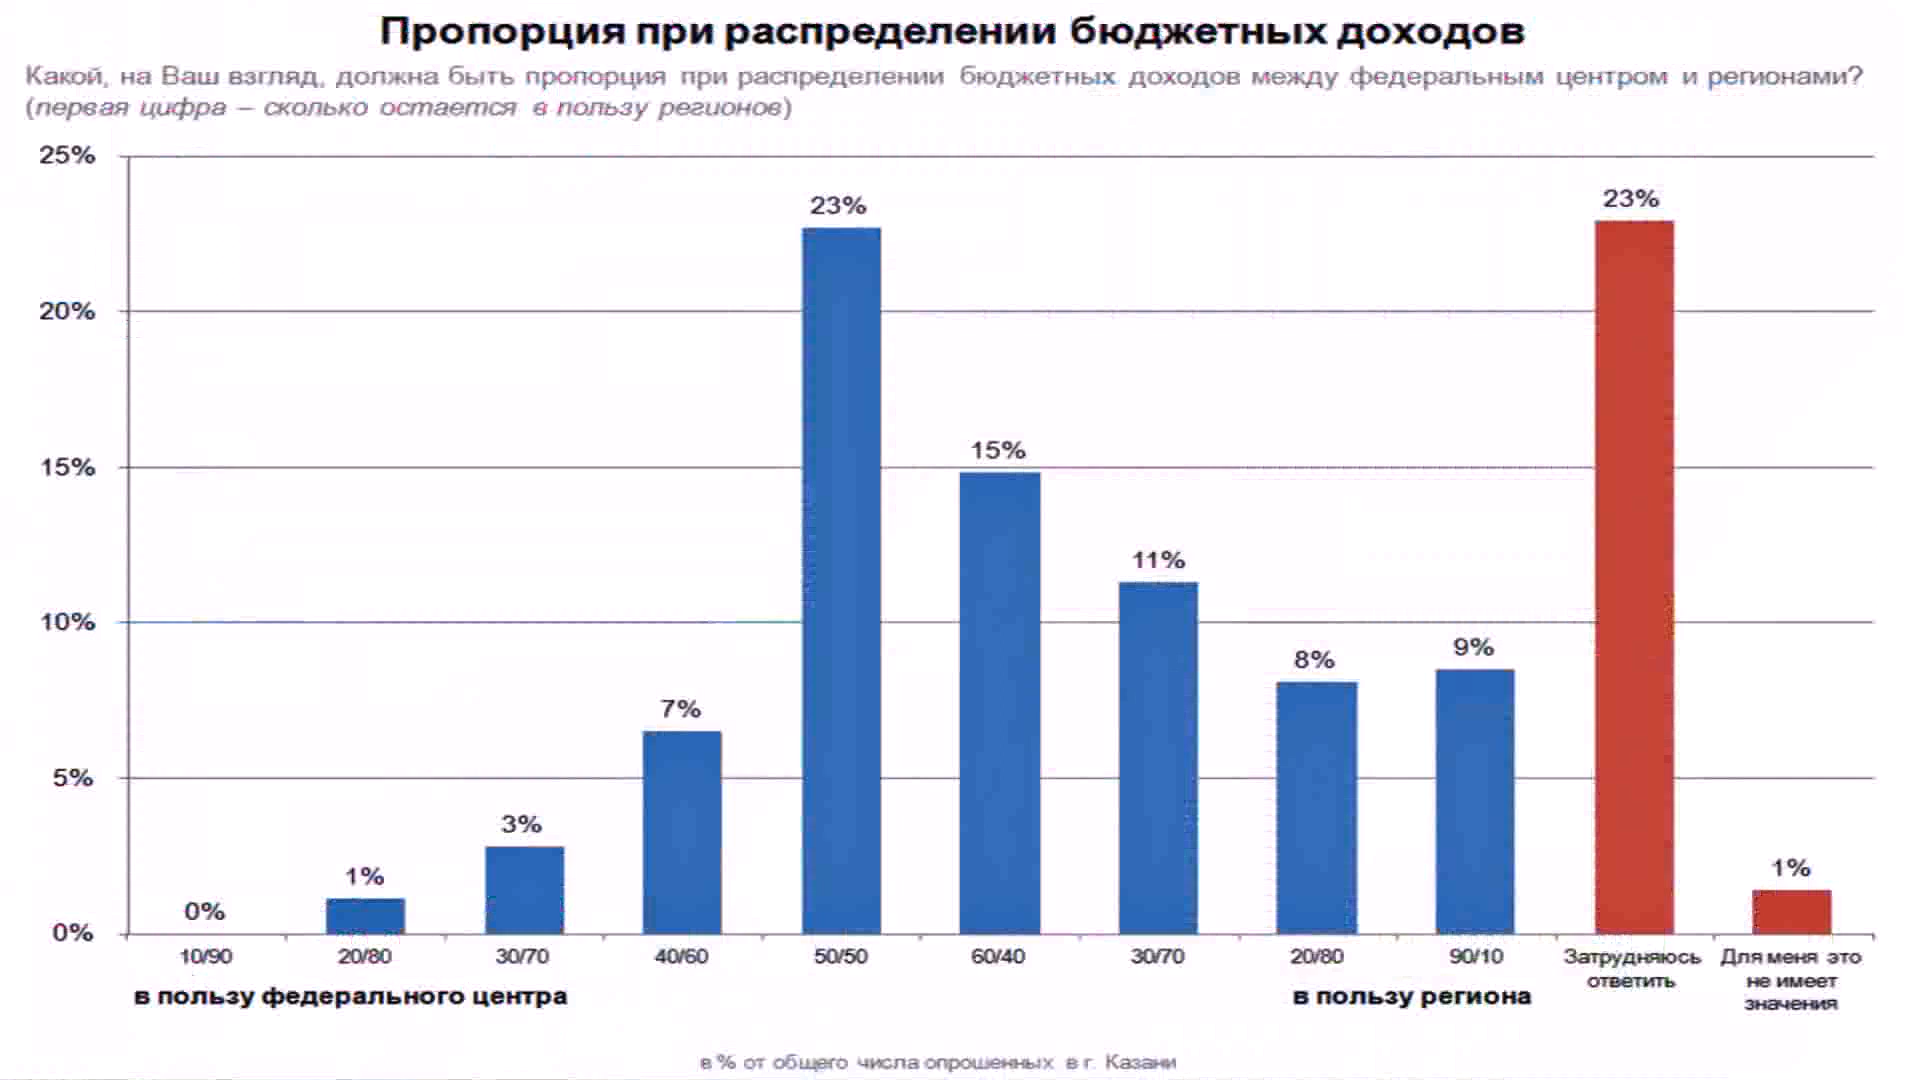 Пропорция при распределении бюджетных доходов
Какой, на Ваш взгляд, должна быть пропорция при распределении бюджетных доходов между федеральным центром и регионами?
(первая цифра – сколько остается в пользу регионов)
25%
20%
15%
10%
5%
0%
0%
1%
3%
7%
23%
15%
11%
8%
9%
23%
1%
10/90
20/80
30/70
40/60
50/50
60/40
30/70
20/80
90/10
Затрудняюсь
ответить
Для меня это
не имеет
значения
в пользу федерального центра
в пользу региона
в % от общего числа опрошенных в г. Казани